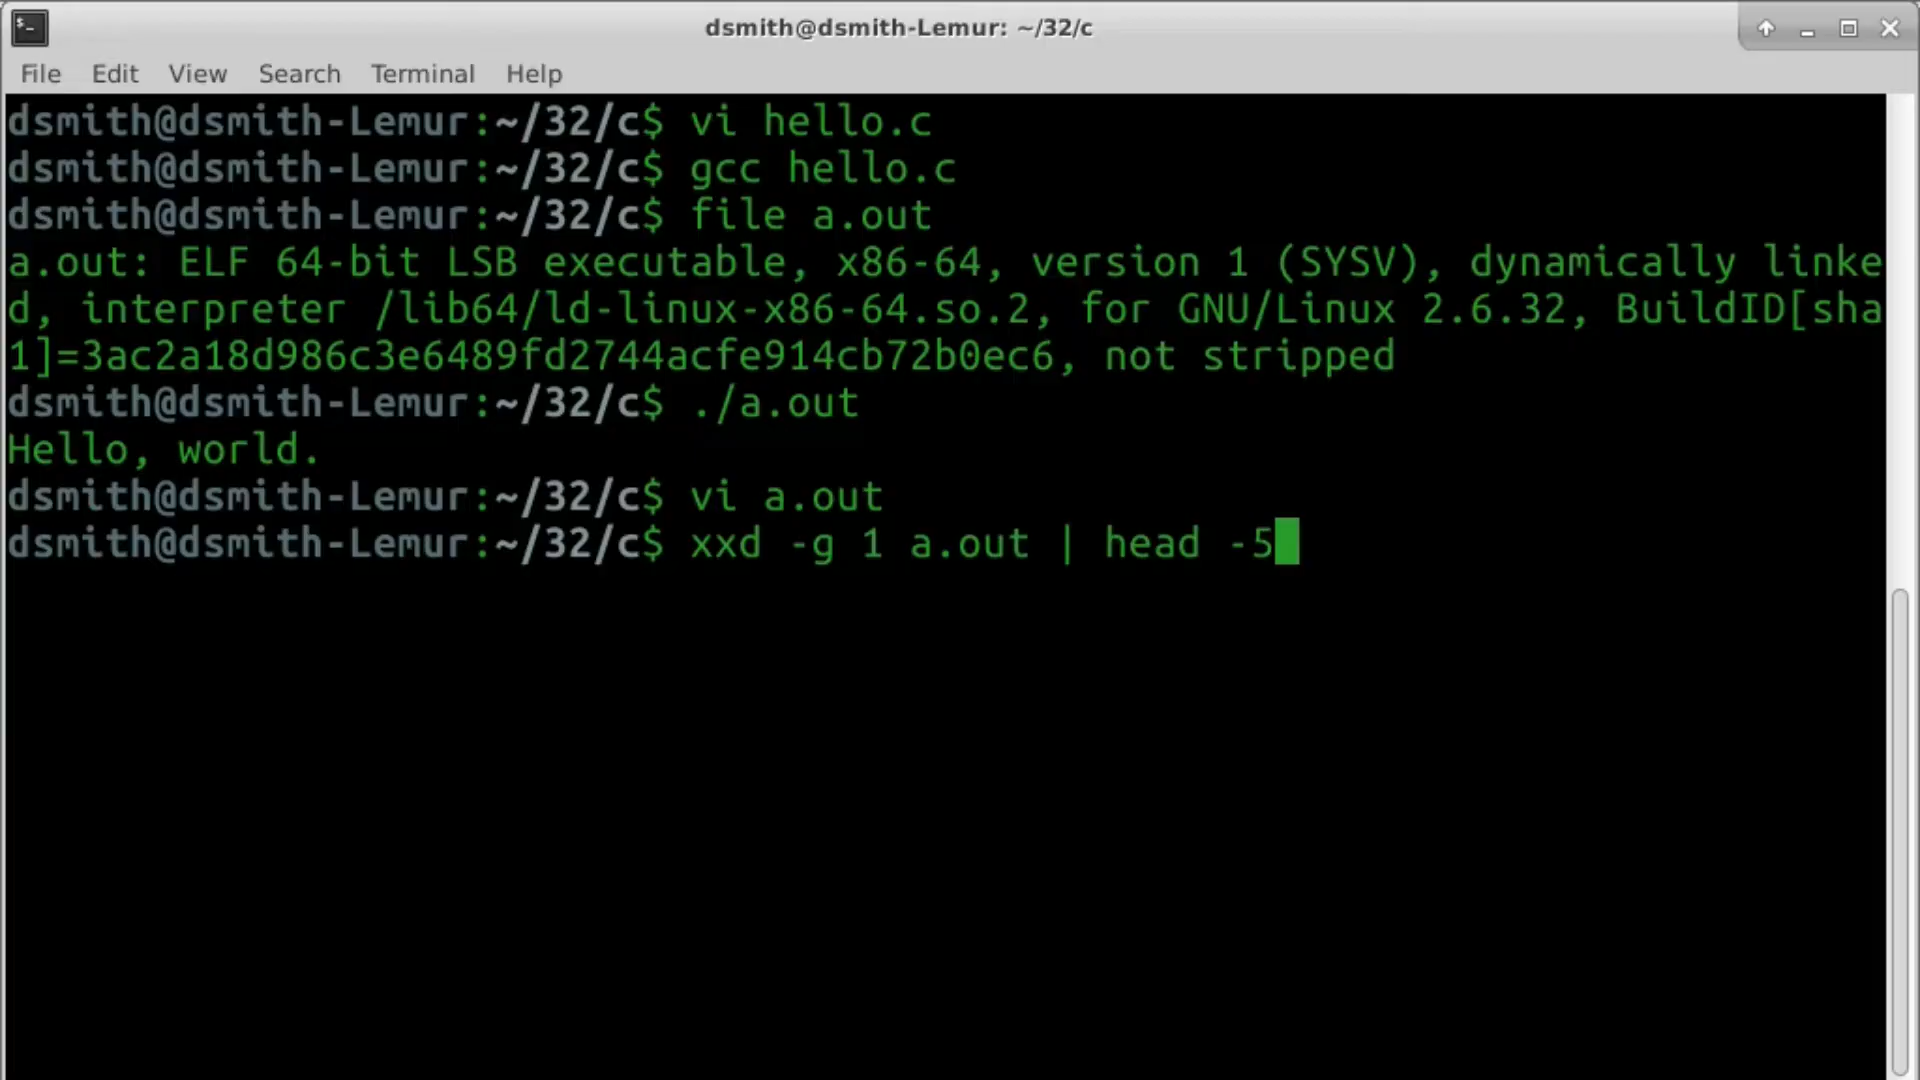 dsmith@dsmith-Lemur: ~/32/c
File Edit View Search Terminal Help
dsmith@dsmith-Lemur:~/32/c$ vi hello.c
dsmith@dsmith-Lemur:~/32/c$ gcc hello.c
dsmith@dsmith-Lemur:~/32/c$ file a.out
a.out: ELF 64-bit LSB executable, x86-64, version 1 (SYSV), dynamically linke
d, interpreter /lib64/ld-linux-x86-64.so.2, for GNU/Linux 2.6.32, BuildID[sha
1]=3ac2a18d986c3e6489fd2744acfe914cb72b0ec6, not stripped
dsmith@dsmith-Lemur:~/32/c$ ./a.out
Hello, world.
dsmith@dsmith-Lemur:~/32/c$ vi a.out
dsmith@dsmith-Lemur:~/32/c$ xxd -g 1 a.out | head -5